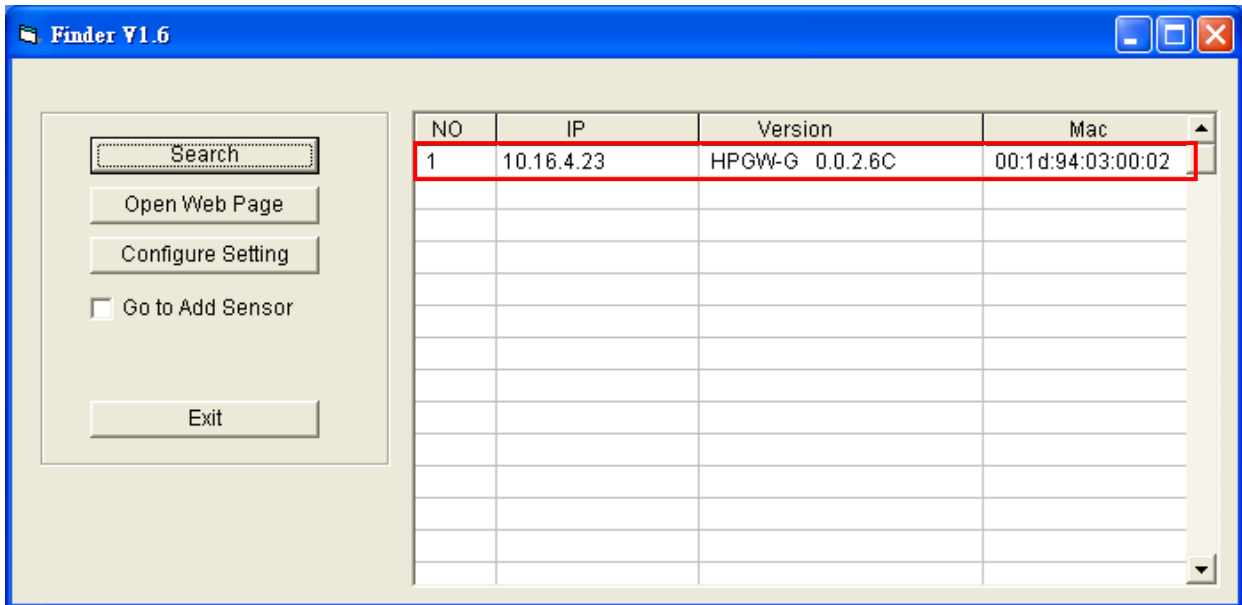 Finder V1.6
Search
Open Web Page
Configure Setting
Go to Add Sensor
Exit
NO IP Version Mac
1 10.16.4.23 HPGW-G 0.0.2.6C 00:1d:94:03:00:02